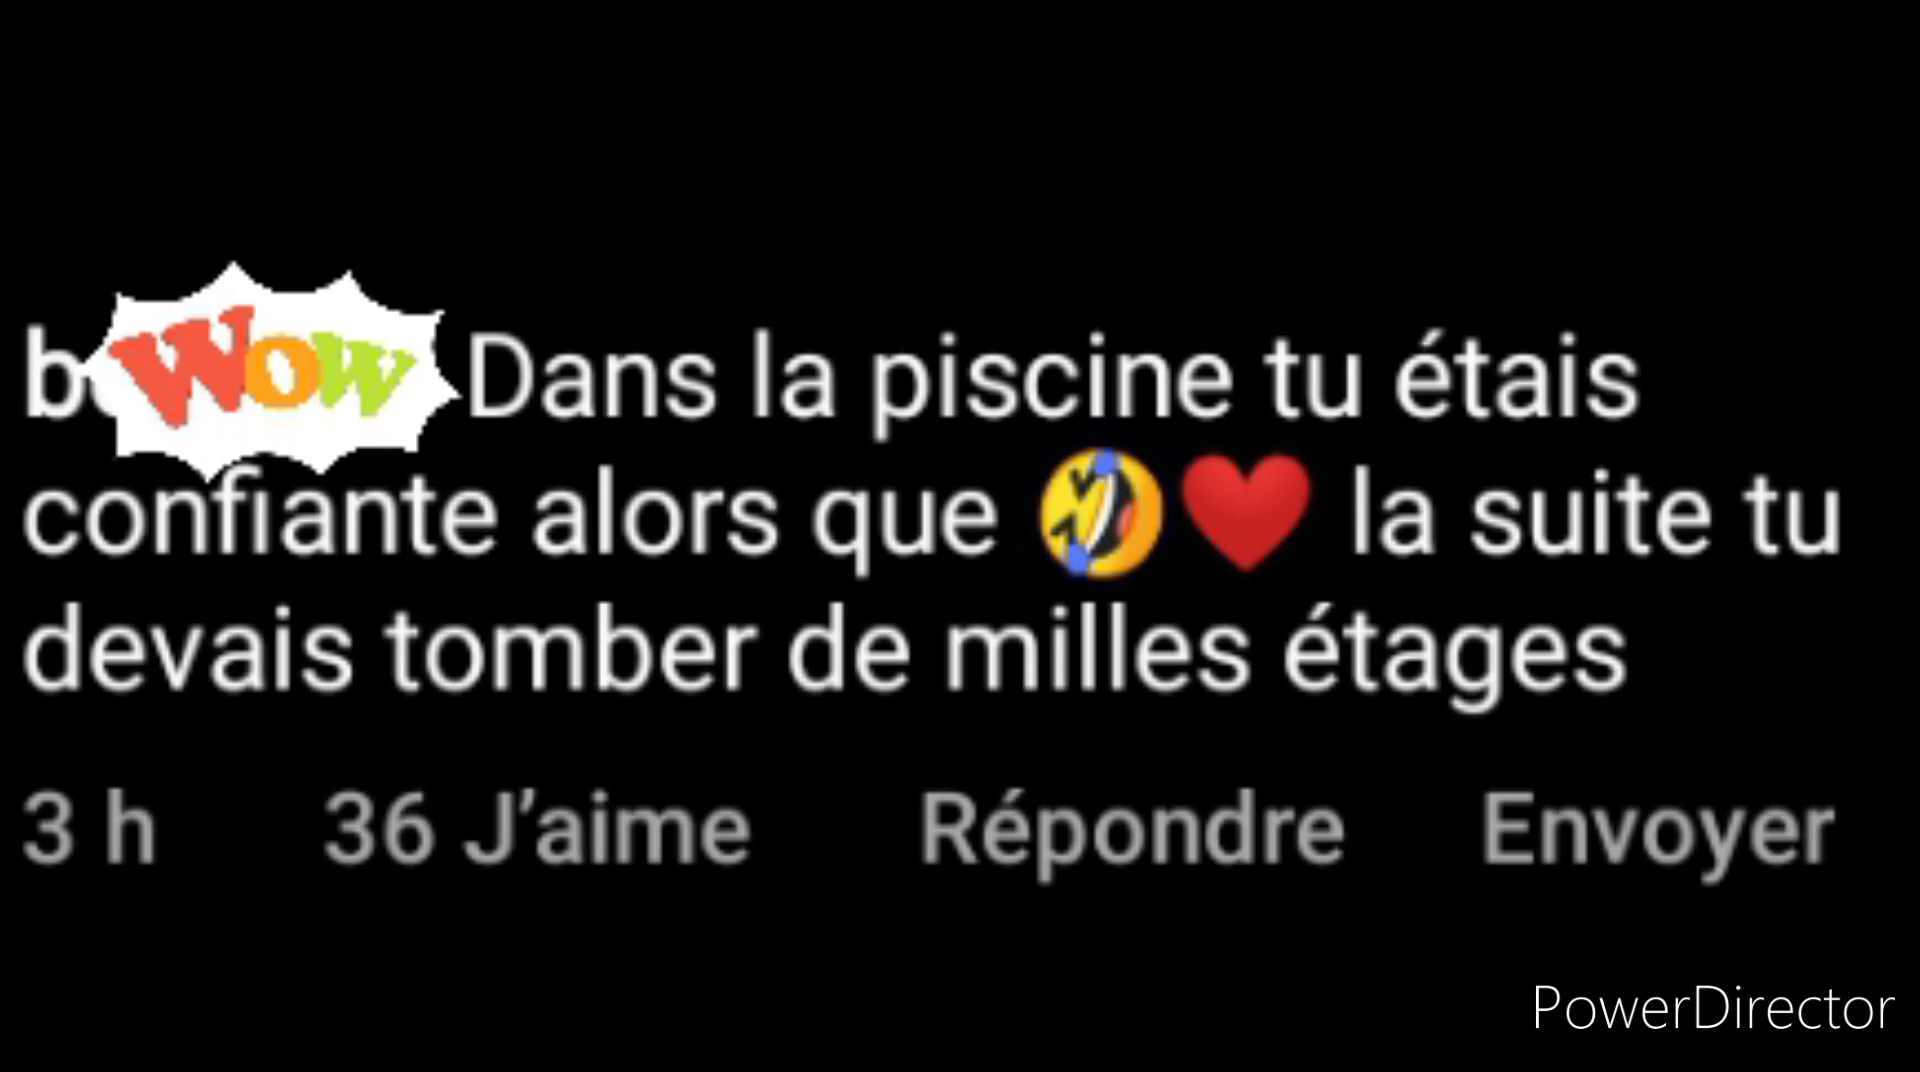 Wow Dans la piscine tu étais
confiante alors que 🤣❤️ la suite tu
devais tomber de milles étages
3 h 36 J'aime Répondre Envoyer
PowerDirector